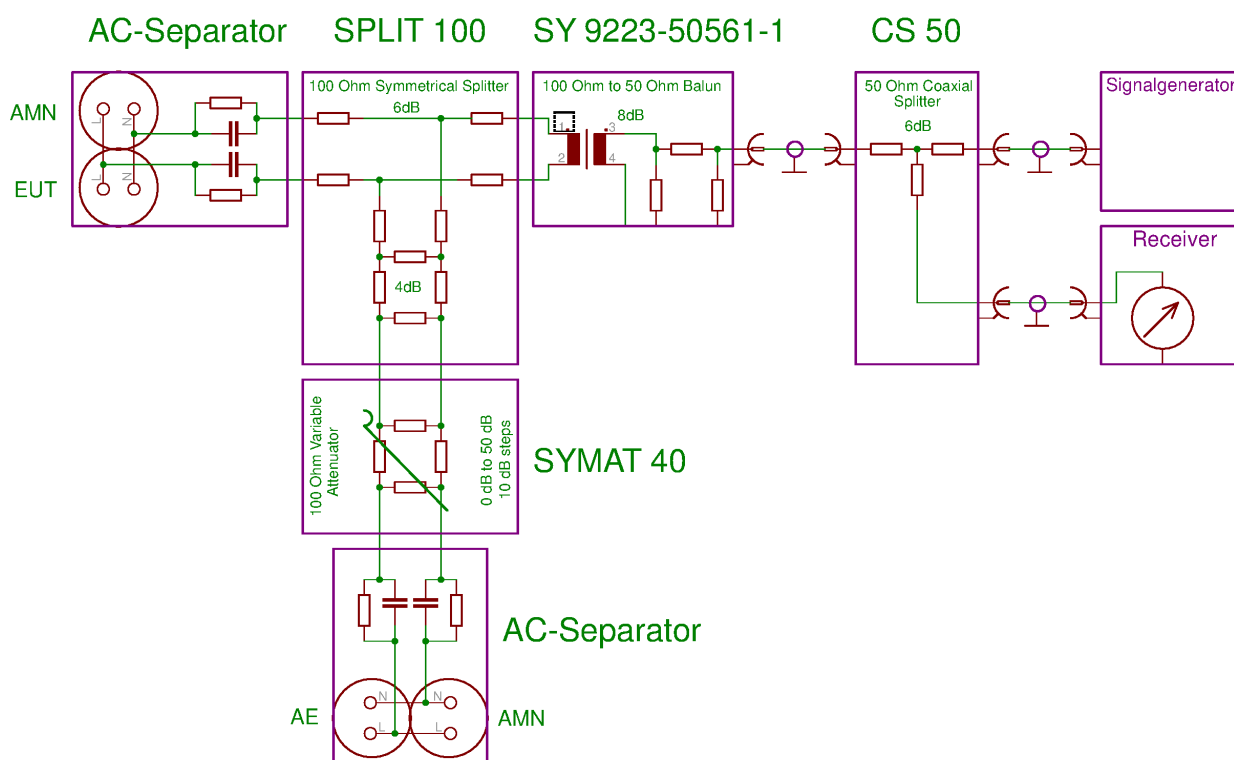 AC-Separator
SPLIT 100
SY 9223-50561-1
CS 50
100 Ohm Symmetrical Splitter
6dB
100 Ohm to 50 Ohm Balun
8dB
50 Ohm Coaxial
Splitter
6dB
Signalgenerator
AMN
L
N
EUT
L
N
1
2
3
4
4dB
Receiver
100 Ohm Variable
Attenuator
0 dB to 50 dB
10 dB steps
SYMAT 40
AC-Separator
AE
N
L
N
L
AMN